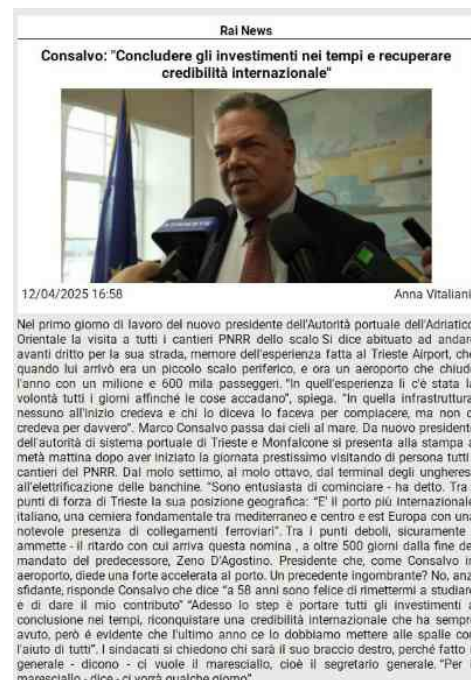 Rai News
Consalvo: "Concludere gli investimenti nei tempi e recuperare
credibilità internazionale"
12/04/2025 16:58
Anna Vitaliani
Nel primo giorno di lavoro del nuovo presidente dell'Autorità portuale dell'Adriatico
Orientale la visita a tutti i cantieri PNRR dello scalo Si dice abituato ad andare
avanti dritto per la sua strada, memore dell'esperienza fatta al Trieste Airport, che
quando lui arrivò era un piccolo scalo periferico, e ora un aeroporto che chiude
l'anno con un milione e 600 mila passeggeri. "In quell'esperienza lì c'è stata la
volontà tutti i giorni affinché le cose accadano", spiega. "In quella infrastruttura
nessuno all'inizio credeva e chi lo diceva lo faceva per compiacere, ma non ci
credeva per davvero". Marco Consalvo passa dai cieli al mare. Da nuovo presidente
dell'autorità di sistema portuale di Trieste e Monfalcone si presenta alla stampa a
metà mattina dopo aver iniziato la giornata prestissimo visitando di persona tutti i
cantieri del PNRR. Dal molo settimo, al molo ottavo, dal terminal degli ungheresi
all'elettrificazione delle banchine. "Sono entusiasta di cominciare - ha detto. Tra i
punti di forza di Trieste la sua posizione geografica: "E' il porto più internazionale
italiano, una cerniera fondamentale tra mediterraneo e centro e est Europa con una
notevole presenza di collegamenti ferroviari". Tra i punti deboli, sicuramente -
ammette - il ritardo con cui arriva questa nomina , a oltre 500 giorni dalla fine del
mandato del predecessore, Zeno D'Agostino. Presidente che, come Consalvo in
aeroporto, diede una forte accelerata al porto. Un precedente ingombrante? No, anzi
sfidante, risponde Consalvo che dice "a 58 anni sono felice di rimettermi a studiare
e di dare il mio contributo" "Adesso lo step è portare tutti gli investimenti a
conclusione nei tempi, riconquistare una credibilità internazionale che ha sempre
avuto, però é evidente che l'ultimo anno ce lo dobbiamo mettere alle spalle con
l'aiuto di tutti". I sindacati si chiedono chi sarà il suo braccio destro, perché fatto il
generale - dicono - ci vuole il maresciallo, cioè il segretario generale. "Per il
maresciallo - dice - ci vorrà qualche giorno"